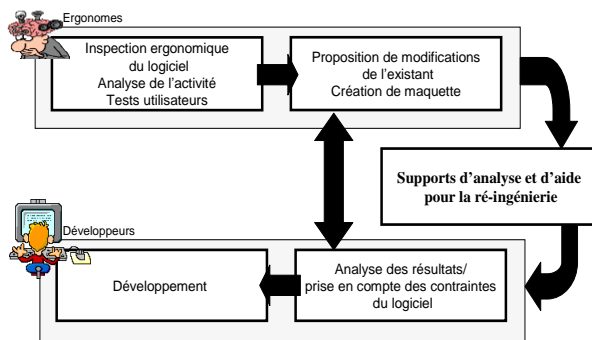 Ergonomes
Inspection ergonomique
du logiciel
Analyse de l'activité
Tests utilisateurs
Proposition de modifications
de l'existant
Création de maquette
Supports d'analyse et d'aide
pour la ré-ingénierie
Développeurs
Développement
Analyse des résultats/
prise en compte des contraintes
du logiciel